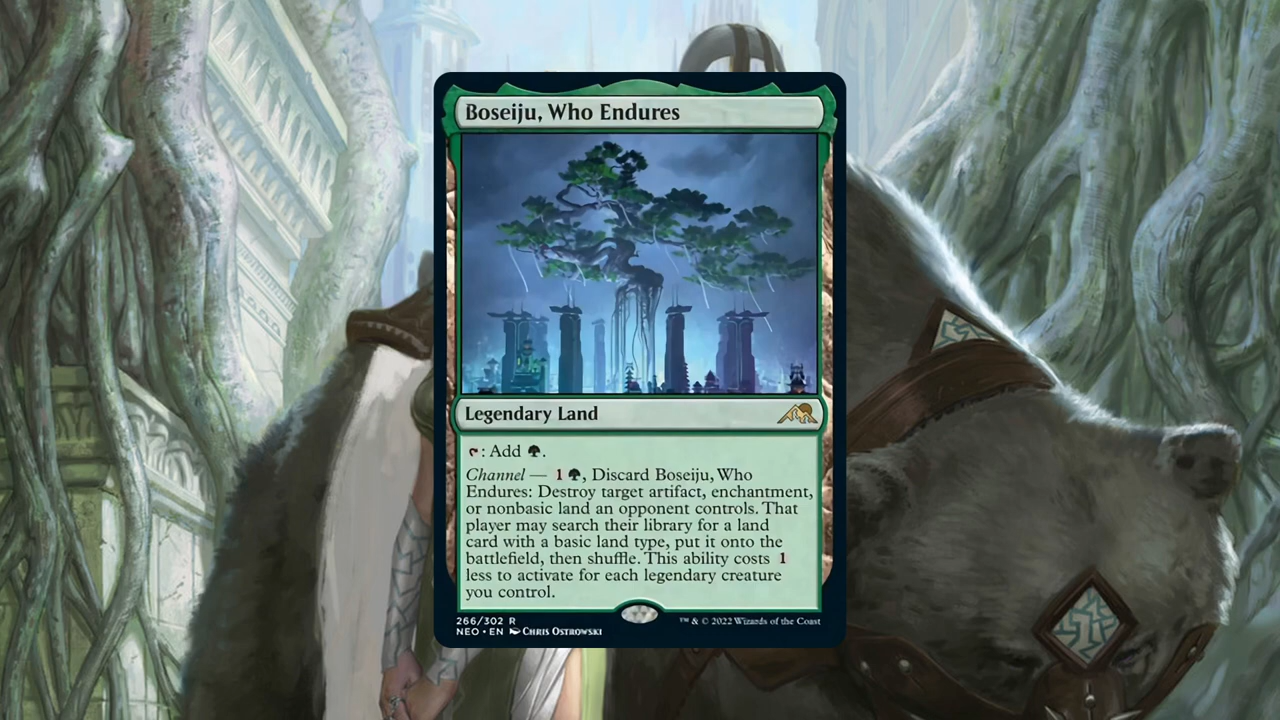 Boseiju, Who Endures
Legendary Land
: Add .
Channel — 1 , Discard Boseiju, Who
Endures: Destroy target artifact, enchantment,
or nonbasic land an opponent controls. That
player may search their library for a land
card with a basic land type, put it onto the
battlefield, then shuffle. This ability costs 1
less to activate for each legendary creature
you control.
266/302 R
NEO • EN Chris Ostrowski
™ & © 2022 Wizards of the Coast